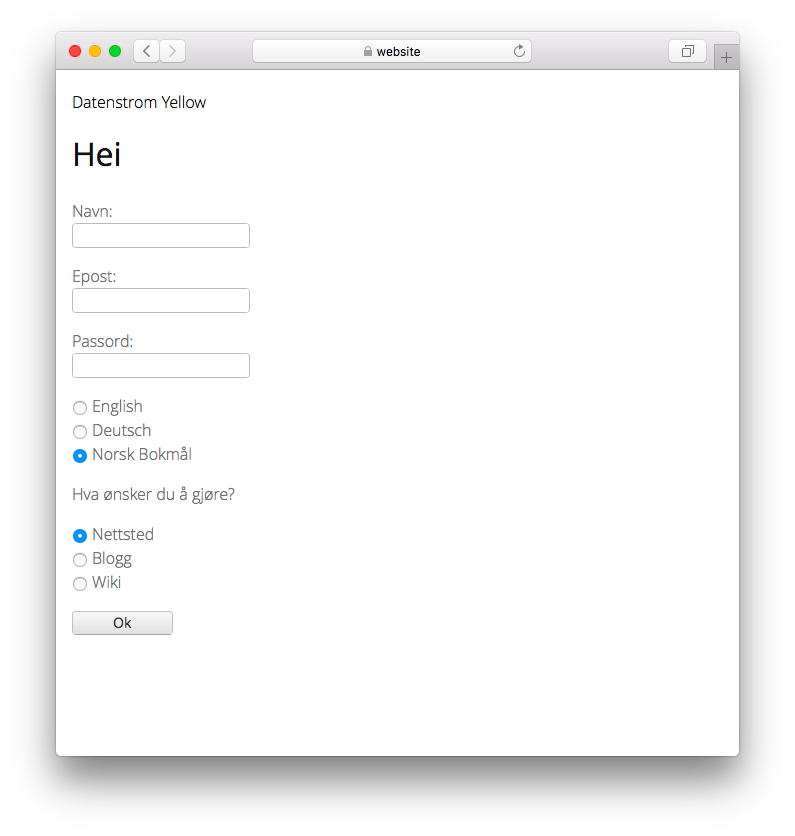 website
Datenstrom Yellow
Hei
Navn:
Epost:
Passord:
English
Deutsch
Norsk Bokmål
Hva ønsker du å gjøre?
Nettsted
Blogg
Wiki
Ok